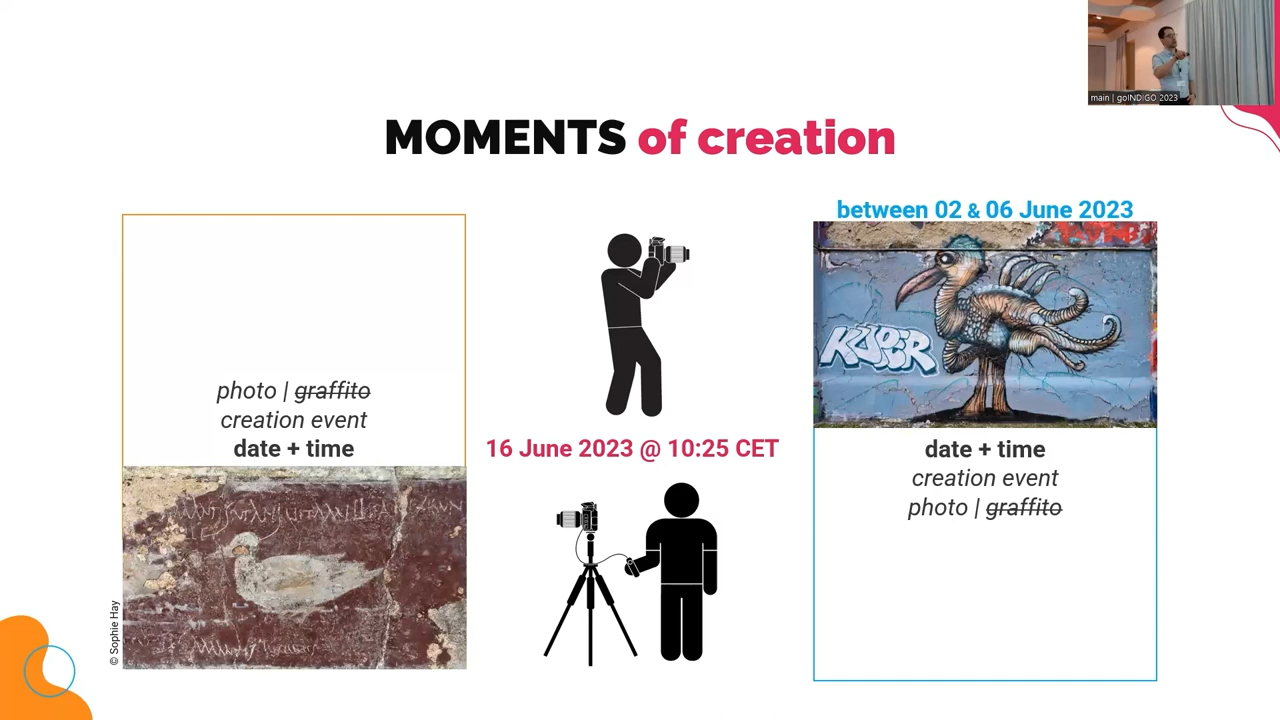 main | goINDIGO 2023
MOMENTS of creation
between 02 & 06 June 2023
KUPER
photo | graffito
creation event
date + time
16 June 2023 @ 10:25 CET
date + time
creation event
photo | graffito
© Sophie Hay